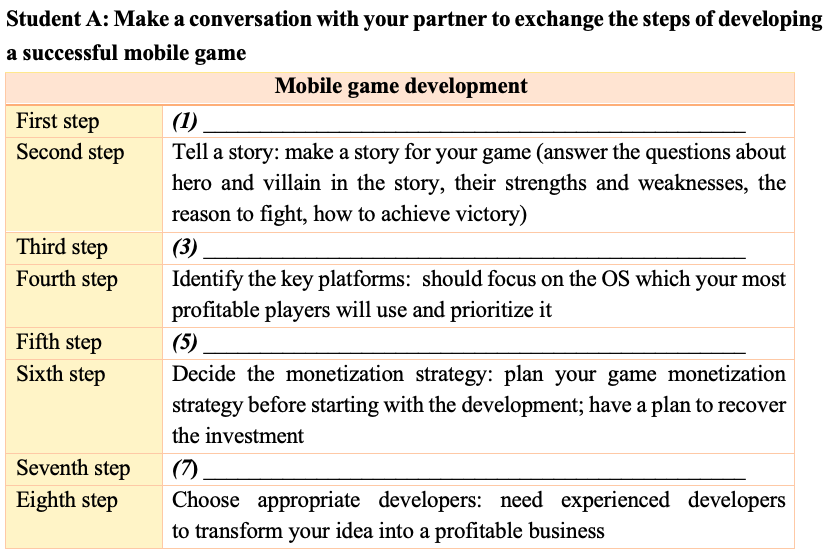 Student A: Make a conversation with your partner to exchange the steps of developing
a successful mobile game
Mobile game development
First step
(1) ___________________________________________________
Second step
Tell a story: make a story for your game (answer the questions about
hero and villain in the story, their strengths and weaknesses, the
reason to fight, how to achieve victory)
Third step
(3) ___________________________________________________
Fourth step
Identify the key platforms: should focus on the OS which your most
profitable players will use and prioritize it
Fifth step
(5) ___________________________________________________
Sixth step
Decide the monetization strategy: plan your game monetization
strategy before starting with the development; have a plan to recover
the investment
Seventh step
(7) ___________________________________________________
Eighth step
Choose appropriate developers: need experienced developers
to transform your idea into a profitable business